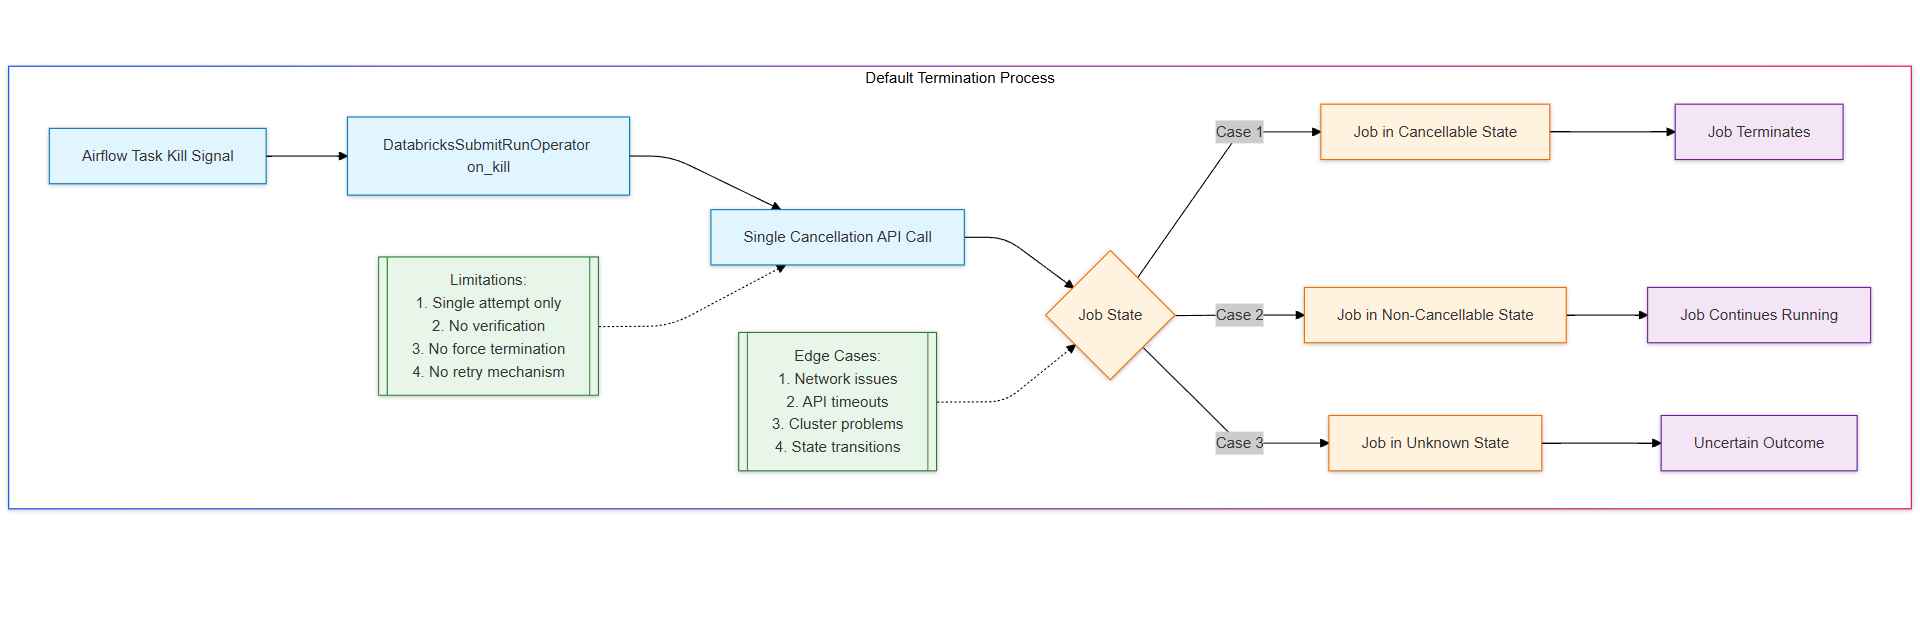 Default Termination Process
Airflow Task Kill Signal
DatabricksSubmitRunOperator
on_kill
Single Cancellation API Call
Limitations:
1. Single attempt only
2. No verification
3. No force termination
4. No retry mechanism
Edge Cases:
1. Network issues
2. API timeouts
3. Cluster problems
4. State transitions
Job State
Case 1
Job in Cancellable State
Job Terminates
Case 2
Job in Non-Cancellable State
Job Continues Running
Case 3
Job in Unknown State
Uncertain Outcome